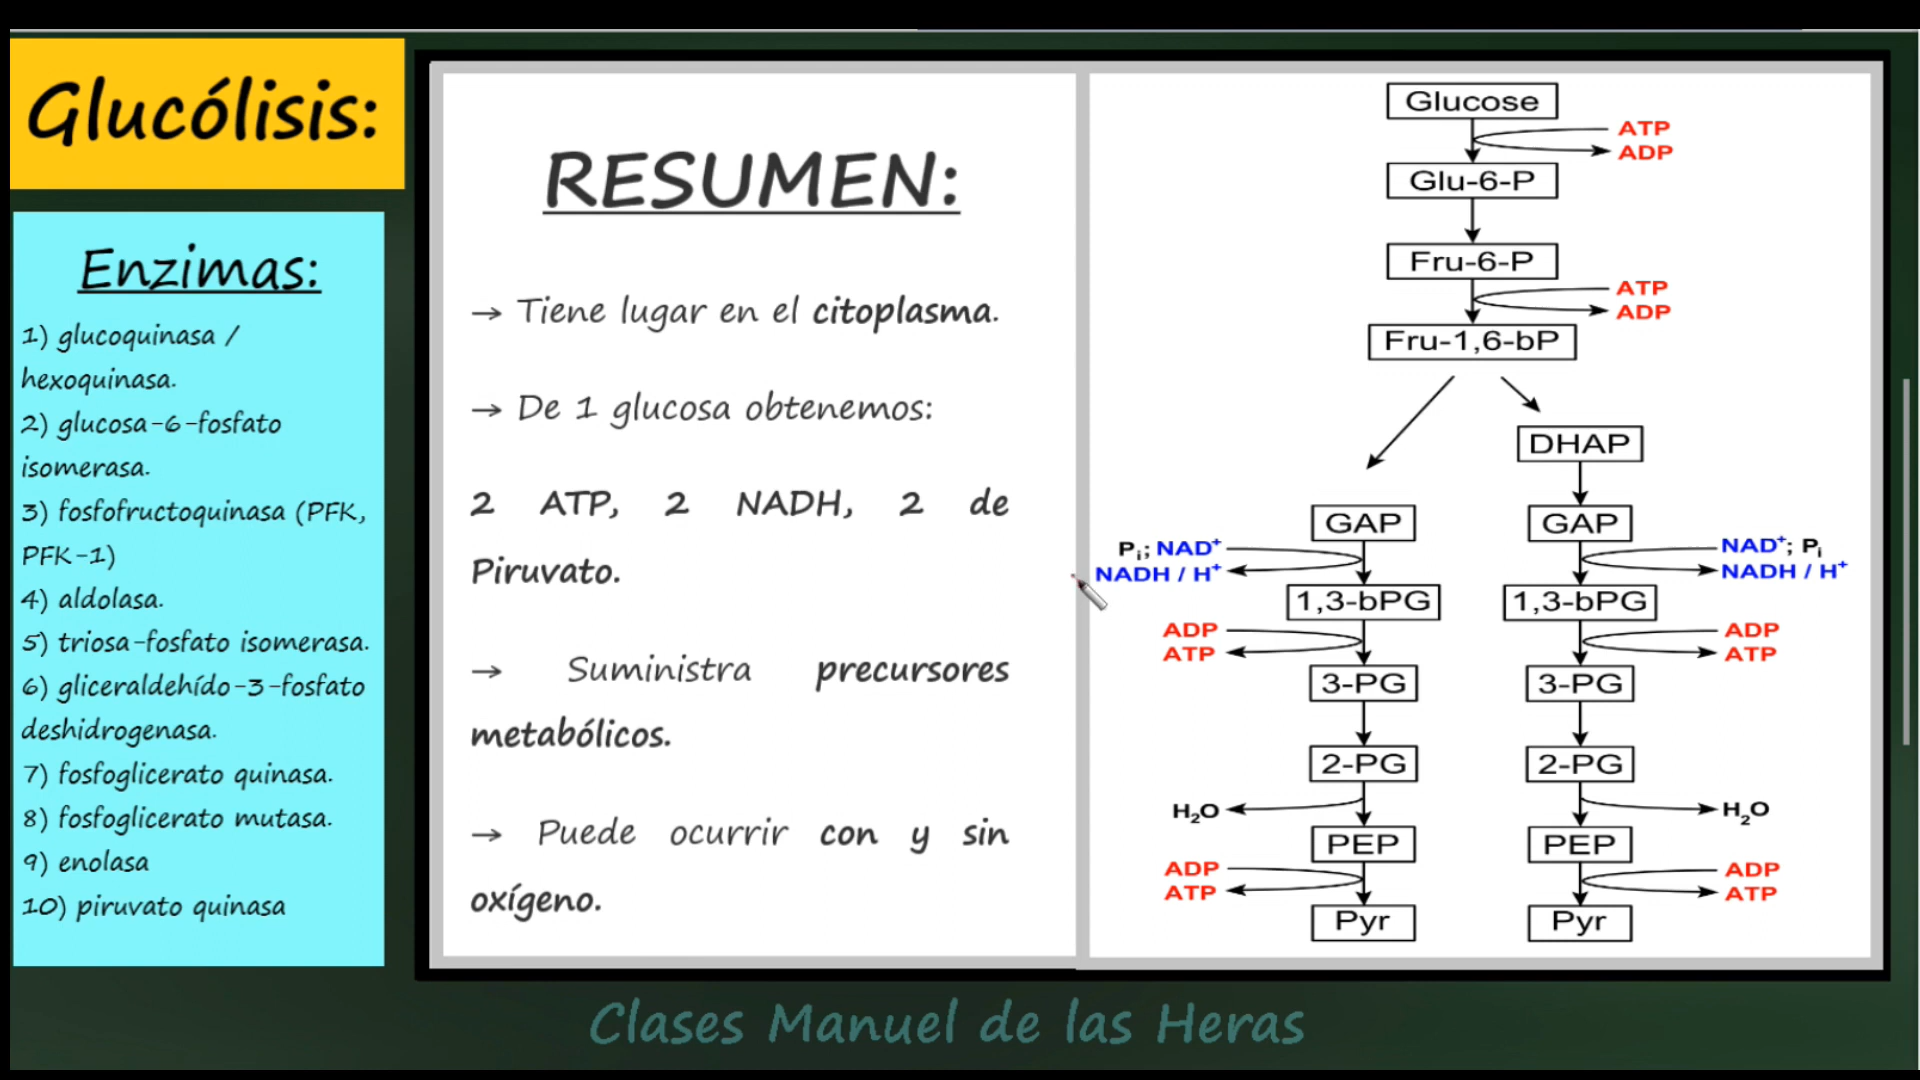 Glucólisis:
Enzimas:
1) glucoquinasa /
hexoquinasa.
2) glucosa-6-fosfato
isomerasa.
3) fosfofructoquinasa (PFK,
PFK-1)
4) aldolasa.
5) triosa-fosfato isomerasa.
6) gliceraldehído-3-fosfato
deshidrogenasa.
7) fosfoglicerato quinasa.
8) fosfoglicerato mutasa.
9) enolasa
10) piruvato quinasa
RESUMEN:
→ Tiene lugar en el citoplasma.
→ De 1 glucosa obtenemos:
2 ATP, 2 NADH, 2 de
Piruvato.
→ Suministra precursores
metabólicos.
→ Puede ocurrir con y sin
oxígeno.
Glucose
ATP
ADP
Glu-6-P
Fru-6-P
ATP
ADP
Fru-1,6-bP
DHAP
GAP GAP
Pi; NAD+ NAD+; Pi
NADH / H+ NADH / H+
1,3-bPG 1,3-bPG
ADP ADP
ATP ATP
3-PG 3-PG
2-PG 2-PG
H2O H2O
PEP PEP
ADP ADP
ATP ATP
Pyr Pyr
Clases Manuel de las Heras